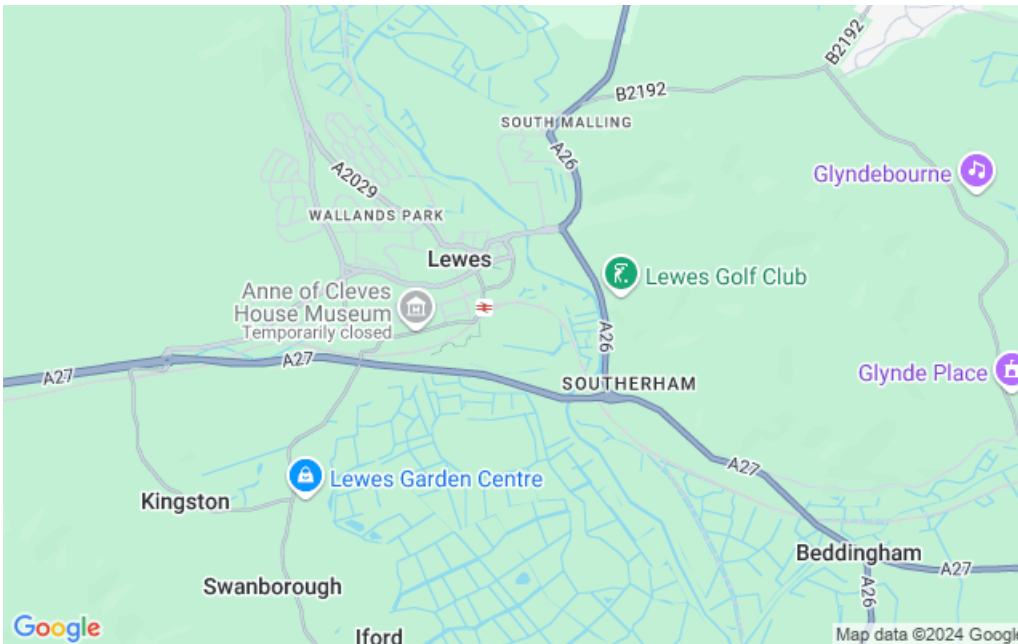 B2192
B2192
SOUTH MALLING
A26
A2029
Glyndebourne
WALLANDS PARK
Lewes
Lewes Golf Club
Anne of Cleves
House Museum
Temporarily closed
A26
A27
A27
Glynde Place
SOUTHERHAM
A27
Lewes Garden Centre
Kingston
Beddingham
A27
Swanborough
A26
Iford
Google
Map data ©2024 Google